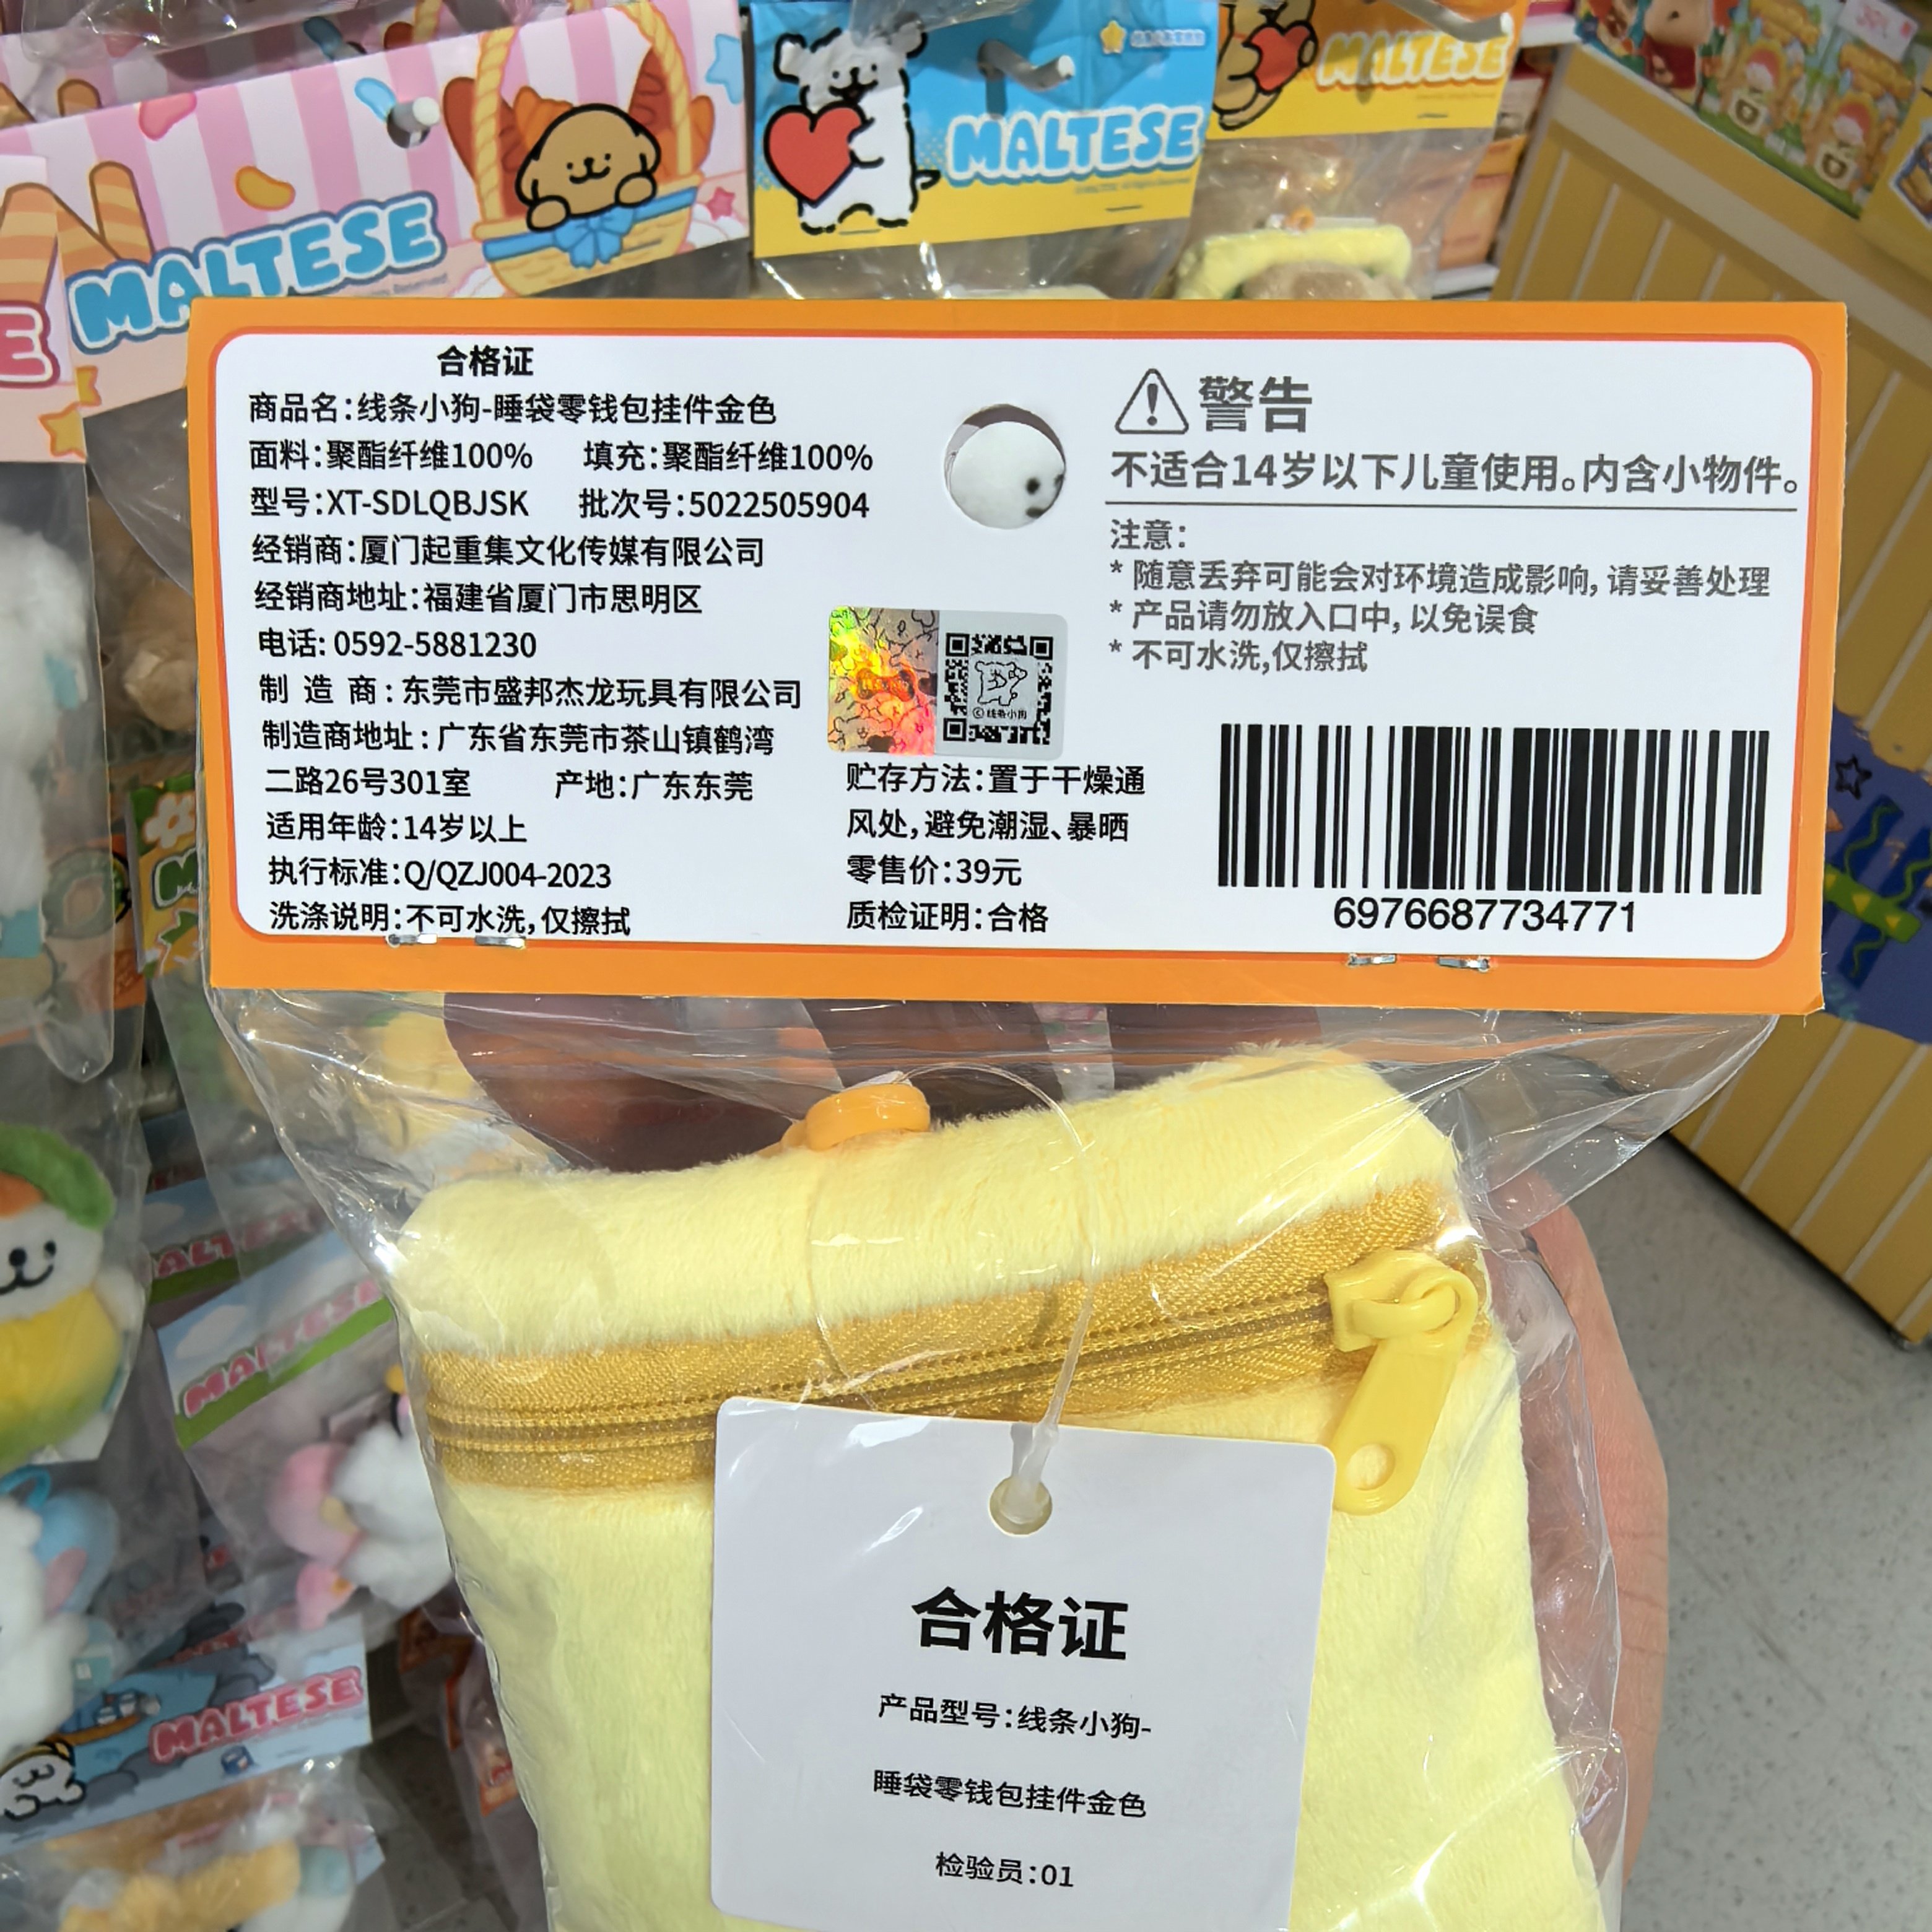 MALTESE
MALTESE
MALTESE
合格证
商品名：线条小狗-睡袋零钱包挂件金色
面料：聚酯纤维100% 填充：聚酯纤维100%
型号：XT-SDLQBJSK 批次号：5022505904
经销商：厦门起重集文化传媒有限公司
经销商地址：福建省厦门市思明区
电话：0592-5881230
制 造 商：东莞市盛邦杰龙玩具有限公司
制造商地址：广东省东莞市茶山镇鹤湾
二路26号301室 产地：广东东莞
适用年龄：14岁以上
执行标准：Q/QZJ004-2023
洗涤说明：不可水洗，仅擦拭
©线条小狗
贮存方法：置于干燥通
风处，避免潮湿、暴晒
零售价：39元
质检证明：合格
警告
不适合14岁以下儿童使用。内含小物件。
注意：
* 随意丢弃可能会对环境造成影响，请妥善处理
* 产品请勿放入口中，以免误食
* 不可水洗,仅擦拭
6976687734771
合格证
产品型号：线条小狗-
睡袋零钱包挂件金色
检验员：01
MALTESE
MALTESE